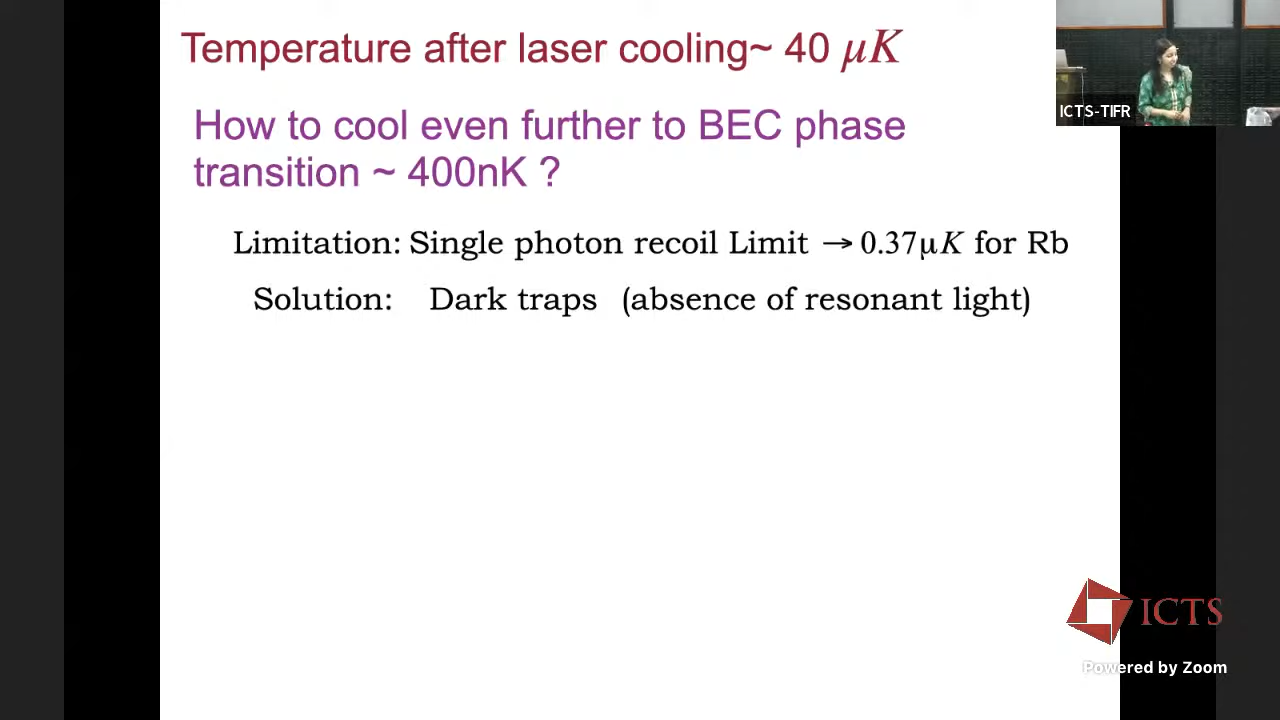 Temperature after laser cooling~ 40 μK
ICTS-TIFR
How to cool even further to BEC phase
transition ~ 400nK ?
Limitation: Single photon recoil Limit → 0.37μK for Rb
Solution: Dark traps (absence of resonant light)
ICTS
Powered by Zoom